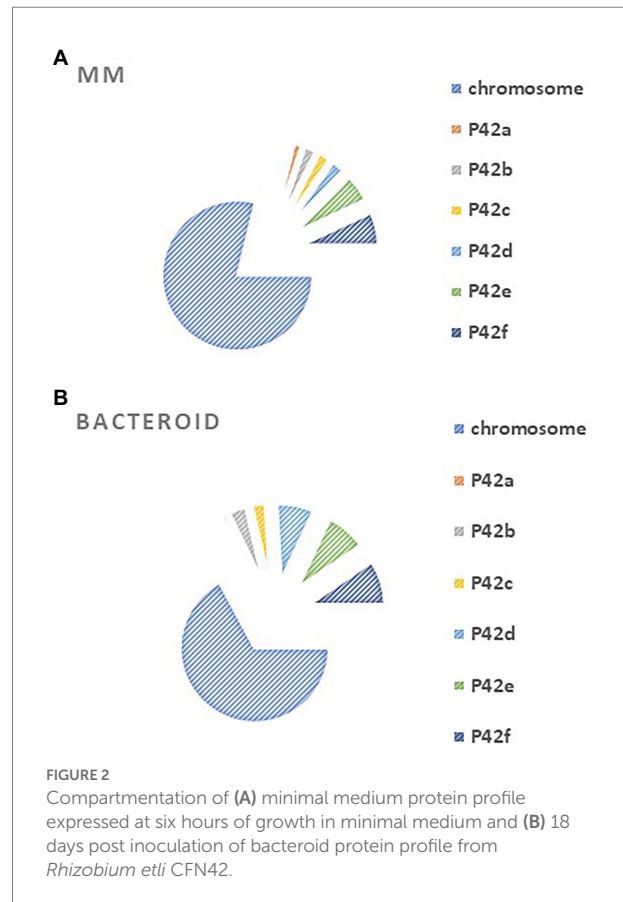 A
MM
chromosome
P42a
P42b
P42c
P42d
P42e
P42f
B
BACTEROID
chromosome
P42a
P42b
P42c
P42d
P42e
P42f
FIGURE 2
Compartmentation of (A) minimal medium protein profile
expressed at six hours of growth in minimal medium and (B) 18
days post inoculation of bacteroid protein profile from
Rhizobium etli CFN42.